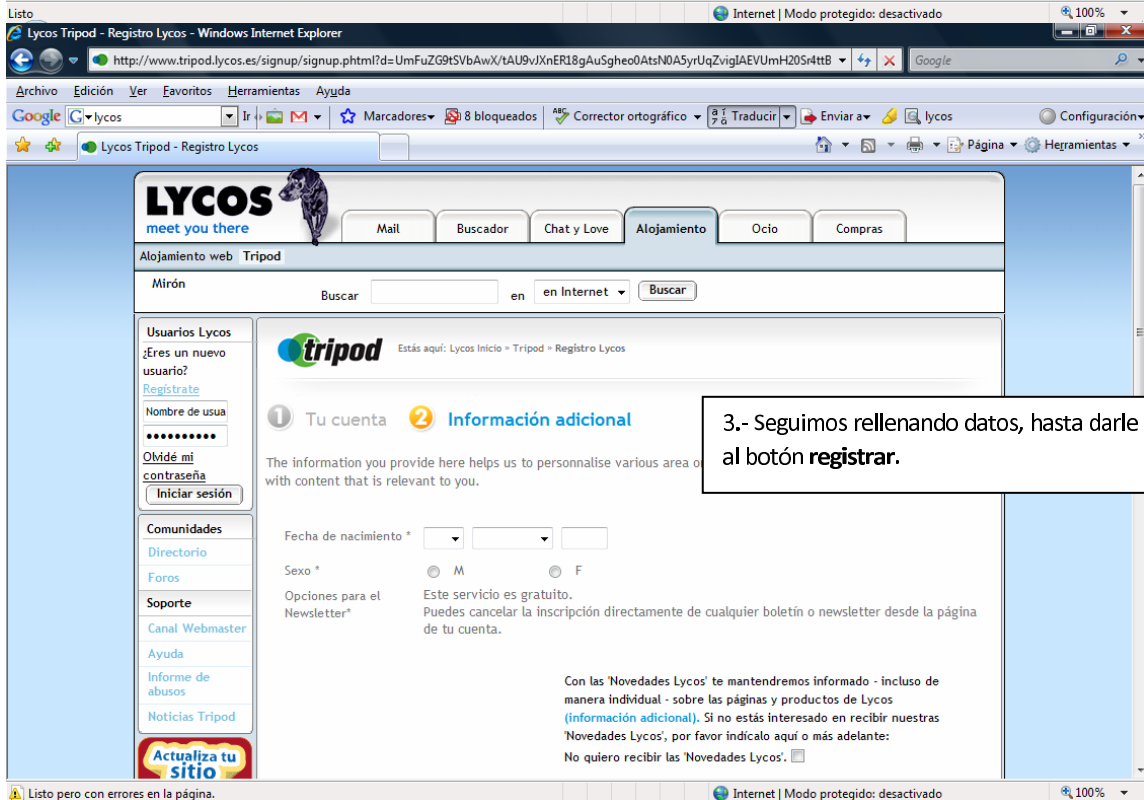 Listo
Internet | Modo protegido: desactivado
100%
Lycos Tripod - Registro Lycos - Windows Internet Explorer
http://www.tripod.lycos.es/signup/signup.phtml?d=UmFuZG9tSVbAwX/tAU9vJXnER18gAuSgheo0AtsN0A5yrUqZvigIAEVUmH20Sr4ttB
Google
Archivo Edición Ver Favoritos Herramientas Ayuda
Google G lycos Ir Marcadores 8 bloqueados ABC Corrector ortográfico Traducir Enviar a lycos Configuración
Lycos Tripod - Registro Lycos
Página Herramientas
LYCOS
meet you there
Mail Buscador Chat y Love Alojamiento Ocio Compras
Alojamiento web Tripod
Mirón
Buscar en en Internet Buscar
Usuarios Lycos
¿Eres un nuevo
usuario?
Regístrate
Nombre de usua
••••••••••
Olvidé mi
contraseña
Iniciar sesión
Comunidades
Directorio
Foros
Soporte
Canal Webmaster
Ayuda
Informe de
abusos
Noticias Tripod
Actualiza tu
sitio
tripod
Estás aquí: Lycos Inicio » Tripod » Registro Lycos
1 Tu cuenta 2 Información adicional
The information you provide here helps us to personnalise various area o
with content that is relevant to you.
3.- Seguimos rellenando datos, hasta darle
al botón registrar.
Fecha de nacimiento *
Sexo * M F
Opciones para el
Newsletter*
Este servicio es gratuito.
Puedes cancelar la inscripción directamente de cualquier boletín o newsletter desde la página
de tu cuenta.
Con las 'Novedades Lycos' te mantendremos informado - incluso de
manera individual - sobre las páginas y productos de Lycos
(información adicional). Si no estás interesado en recibir nuestras
'Novedades Lycos', por favor indícalo aquí o más adelante:
No quiero recibir las 'Novedades Lycos'.
Listo pero con errores en la página.
Internet | Modo protegido: desactivado
100%